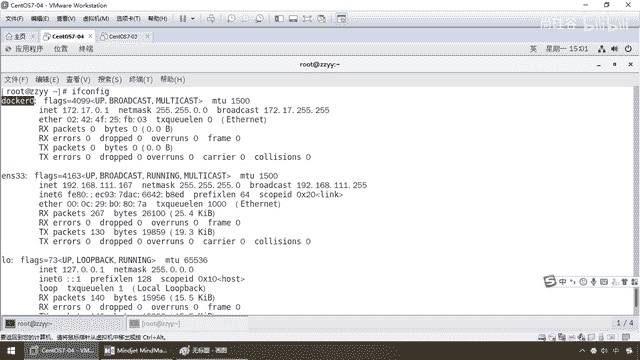 CentOS7-04 - VMware Workstation
文件(F) 编辑(E) 查看(V) 虚拟机(M) 选项卡(T) 帮助(H)
尚硅谷 bilibili
主页 CentOS7-04 CentOS7-03
应用程序 位置 终端 英 星期一 15:01
root@zzyy:~
文件(F) 编辑(E) 查看(V) 搜索(S) 终端(T) 帮助(H)
[root@zzyy ~]# ifconfig
docker0: flags=4099<UP,BROADCAST,MULTICAST> mtu 1500
inet 172.17.0.1 netmask 255.255.0.0 broadcast 172.17.255.255
ether 02:42:4f:25:fb:03 txqueuelen 0 (Ethernet)
RX packets 0 bytes 0 (0.0 B)
RX errors 0 dropped 0 overruns 0 frame 0
TX packets 0 bytes 0 (0.0 B)
TX errors 0 dropped 0 overruns 0 carrier 0 collisions 0
ens33: flags=4163<UP,BROADCAST,RUNNING,MULTICAST> mtu 1500
inet 192.168.111.167 netmask 255.255.255.0 broadcast 192.168.111.255
inet6 fe80::ec93:7dac:6642:b8ed prefixlen 64 scopeid 0x20<link>
ether 00:0c:29:b0:80:7a txqueuelen 1000 (Ethernet)
RX packets 267 bytes 26100 (25.4 KiB)
RX errors 0 dropped 0 overruns 0 frame 0
TX packets 130 bytes 19859 (19.3 KiB)
TX errors 0 dropped 0 overruns 0 carrier 0 collisions 0
lo: flags=73<UP,LOOPBACK,RUNNING> mtu 65536
inet 127.0.0.1 netmask 255.0.0.0
inet6 ::1 prefixlen 128 scopeid 0x10<host>
loop txqueuelen 1 (Local Loopback)
RX packets 140 bytes 15956 (15.5 KiB)
RX errors 0 dropped 0 overruns 0 frame 0
root@zzyy:~ [root@zzyy:~] 1 / 4
要返回到您的计算机，请将鼠标指针从虚拟机中移出或按 Ctrl+Alt。
CentOS7-04 - VM... Mindjet MindMa... 无标题 - 画图